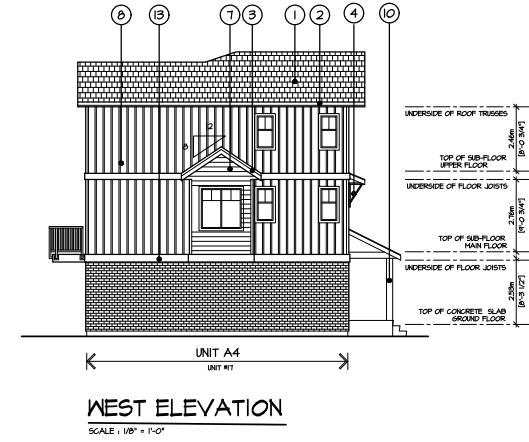 8 13 7 3 1 2 4 10
UNDERSIDE OF ROOF TRUSSES
2
8
2.46m
[8'-0 3/4"]
TOP OF SUB-FLOOR
UPPER FLOOR
UNDERSIDE OF FLOOR JOISTS
2.76m
[9'-0 3/4"]
TOP OF SUB-FLOOR
MAIN FLOOR
UNDERSIDE OF FLOOR JOISTS
2.53m
[8'-3 1/2"]
TOP OF CONCRETE SLAB
GROUND FLOOR
UNIT A4
UNIT #17
WEST ELEVATION
SCALE : 1/8" = 1'-0"